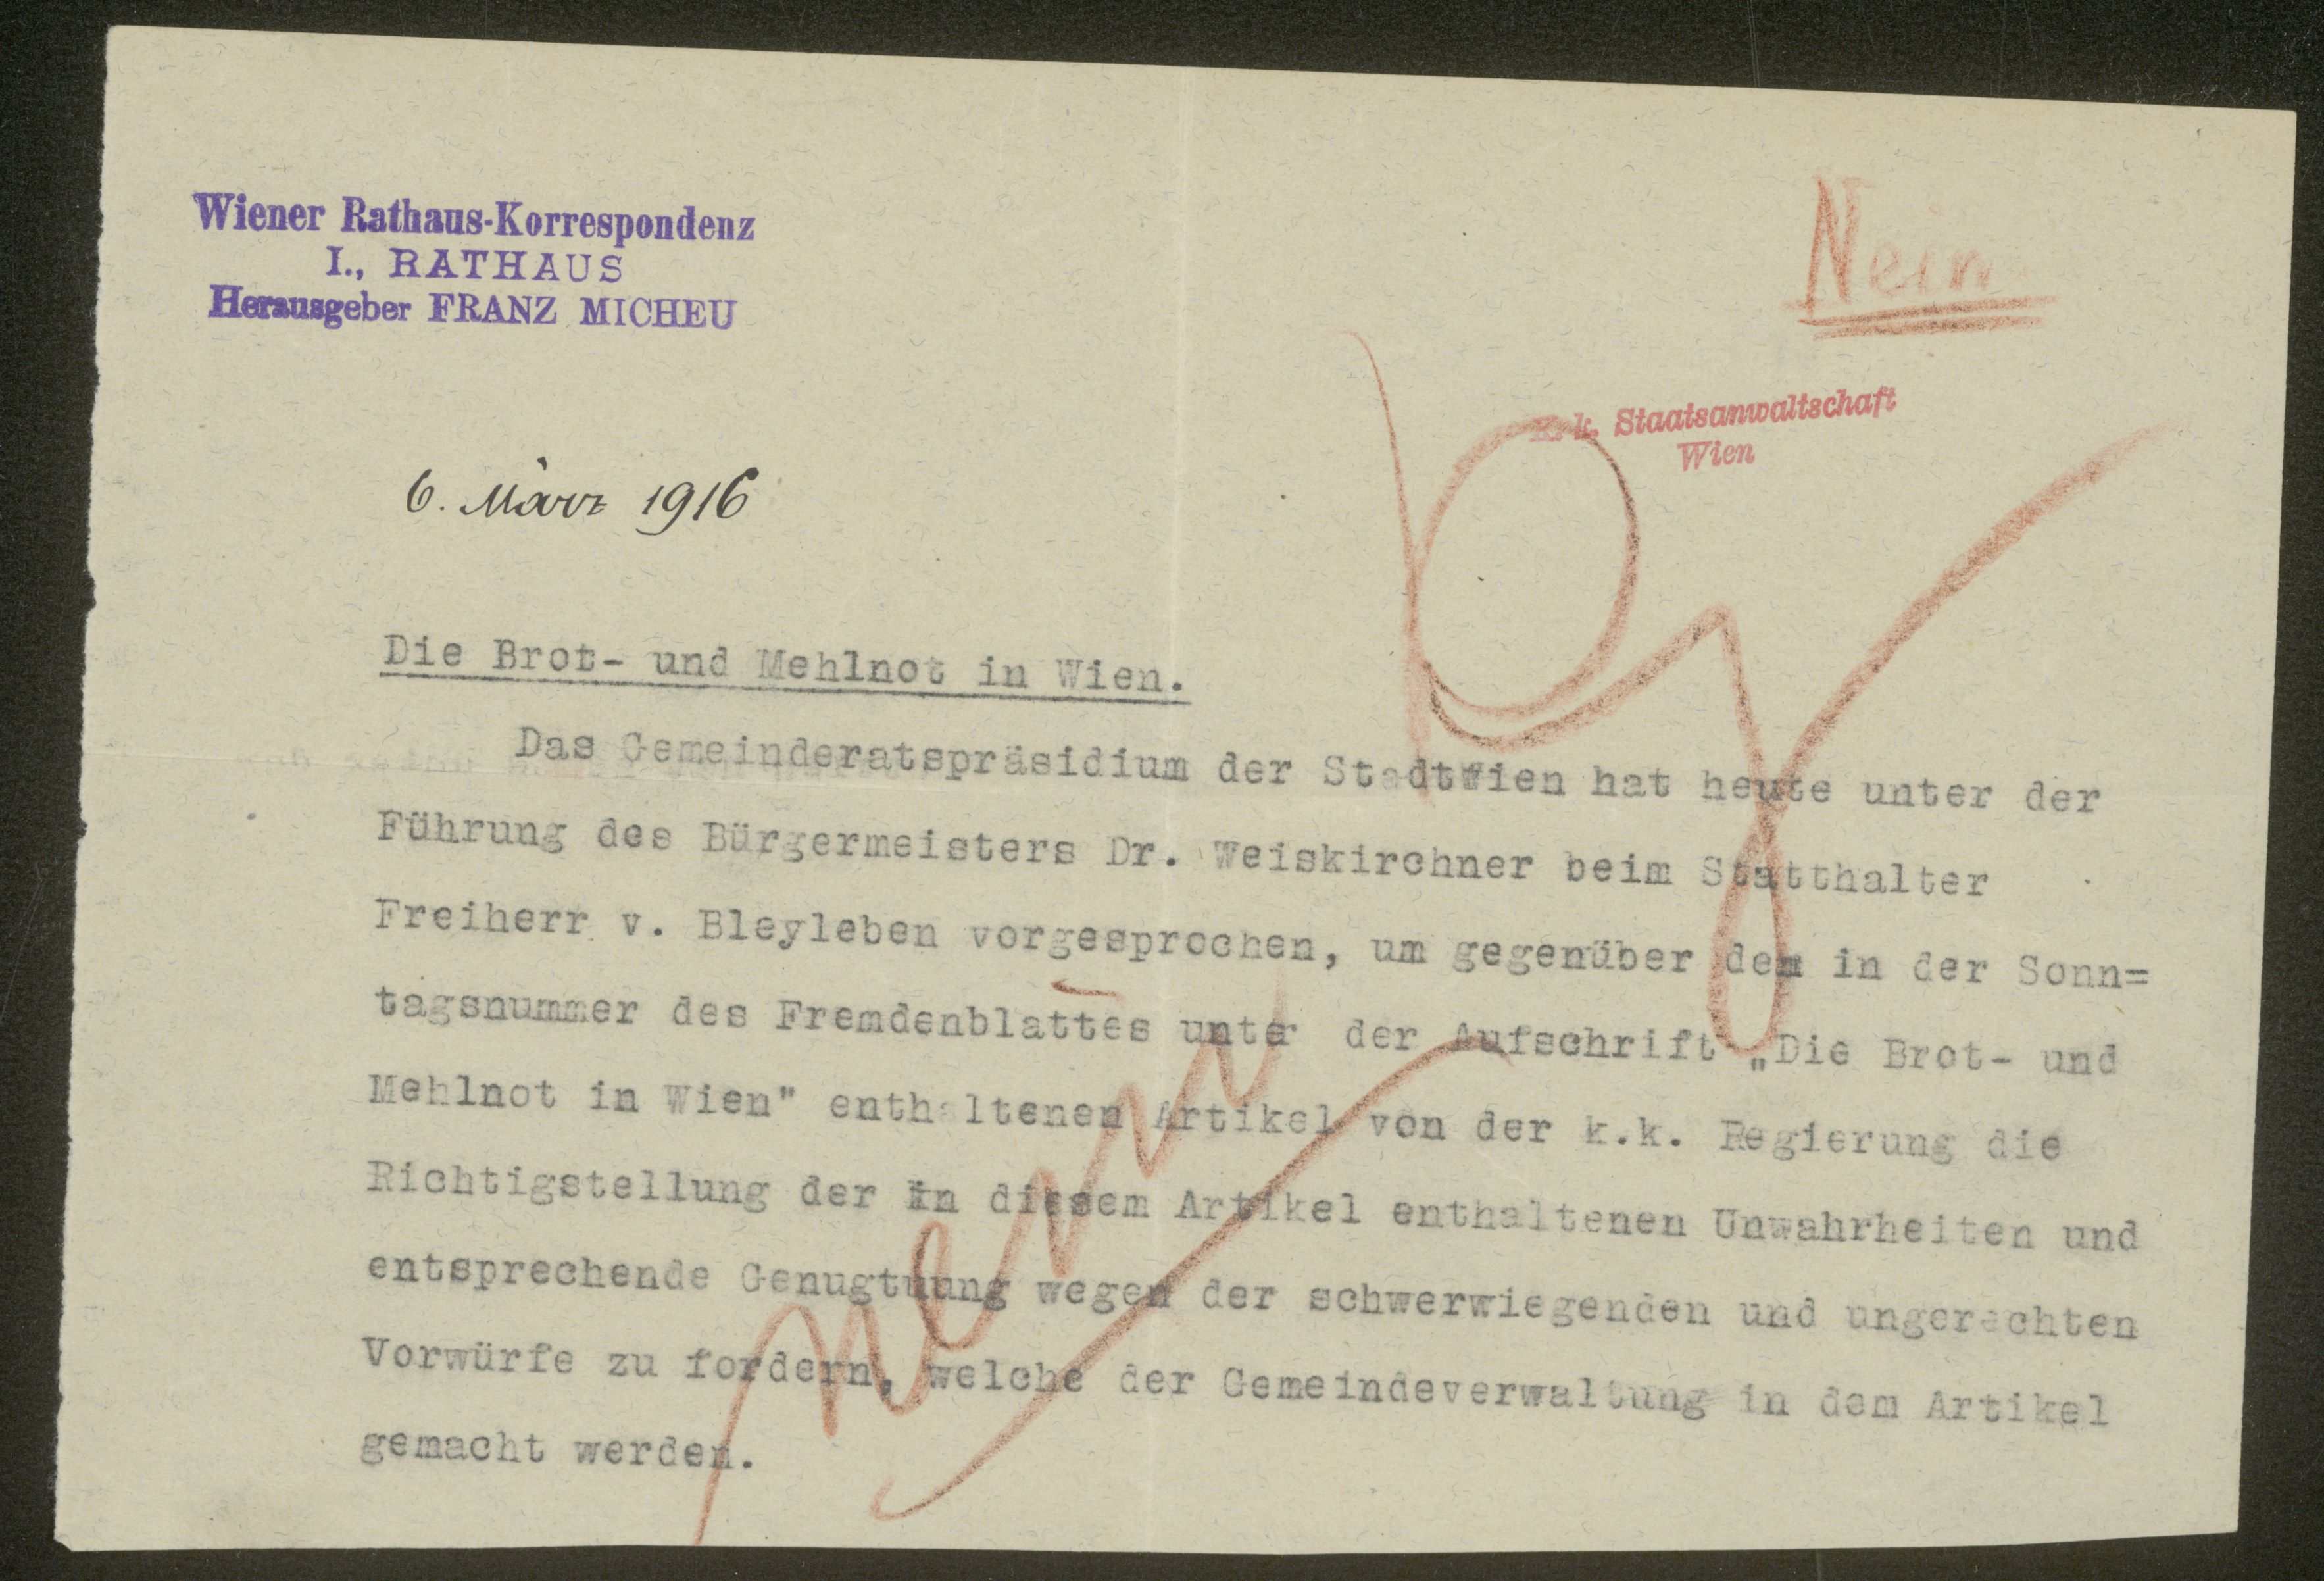 Wiener Rathaus-Korrespondenz
I., RATHAUS
Herausgeber FRANZ MICHEU
Nein
K. k. Staatsanwaltschaft
Wien
6. März 1916
Die Brot- und Mehlnot in Wien.
Das Gemeinderatspräsidium der Stadt Wien hat heute unter der
Führung des Bürgermeisters Dr. Weiskirchner beim Statthalter
Freiherr v. Bleyleben vorgesprochen, um gegenüber dem in der Sonn=
tagsnummer des Fremdenblattes unter der Aufschrift „Die Brot- und
Mehlnot in Wien" enthaltenen Artikel von der k.k. Regierung die
Richtigstellung der in diesem Artikel enthaltenen Unwahrheiten und
entsprechende Genugtuung wegen der schwerwiegenden und ungerechten
Vorwürfe zu fordern, welche der Gemeindeverwaltung in dem Artikel
gemacht werden.
nein